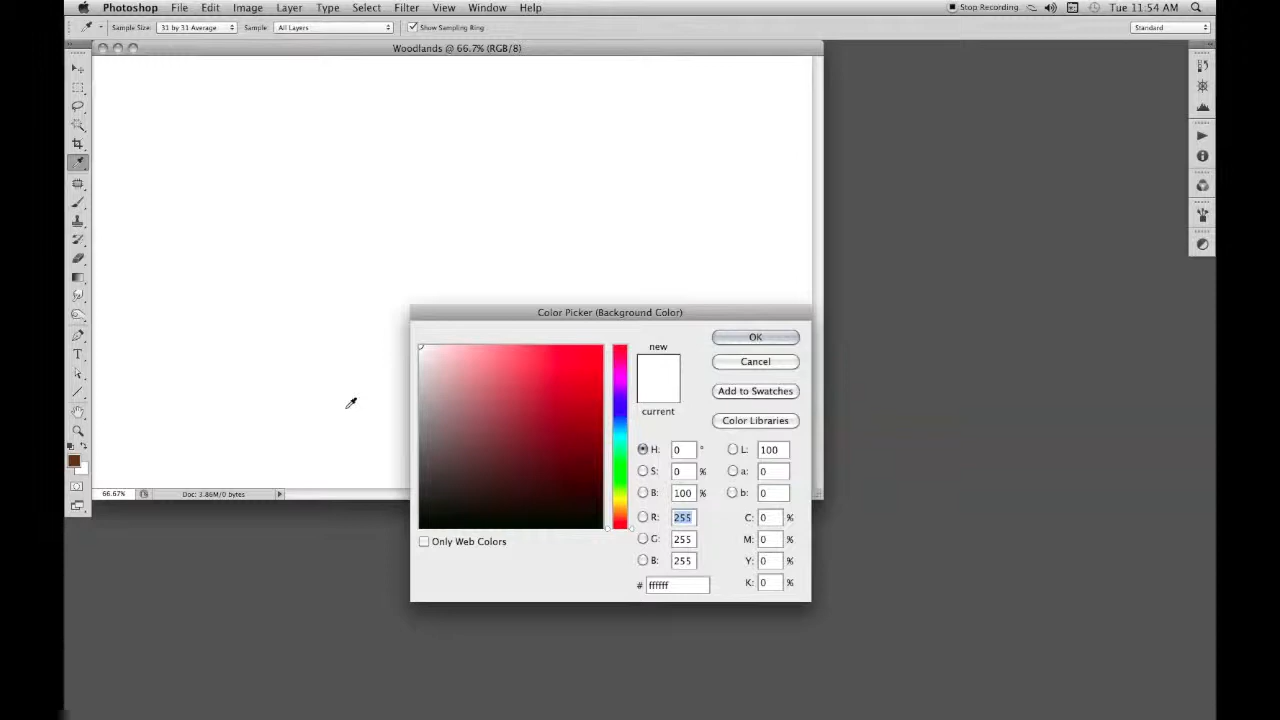 Photoshop File Edit Image Layer Type Select Filter View Window Help Stop Recording Tue 11:54 AM
Sample Size: 31 by 31 Average Sample: All Layers Show Sampling Ring Standard
Woodlands @ 66.7% (RGB/8)
Color Picker (Background Color)
new
OK
Cancel
Add to Swatches
current
Color Libraries
H: 0 ° L: 100
S: 0 % a: 0
B: 100 % b: 0
R: 255 C: 0 %
G: 255 M: 0 %
B: 255 Y: 0 %
# ffffff K: 0 %
Only Web Colors
66.67% Doc: 3.86M/0 bytes